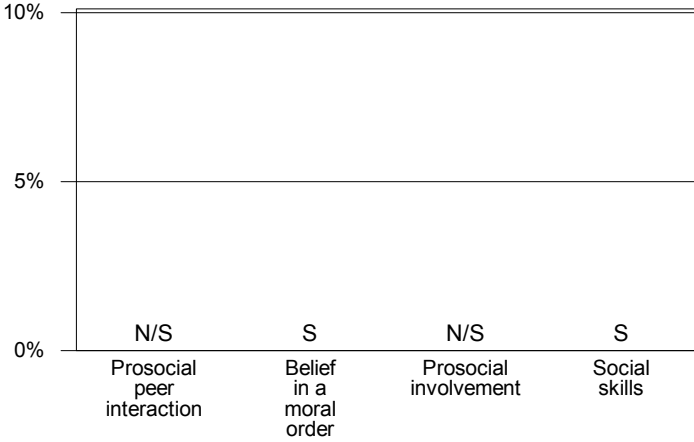 10%
5%
0%
N/S S N/S S
Prosocial
peer
interaction
Belief
in a
moral
order
Prosocial
involvement
Social
skills